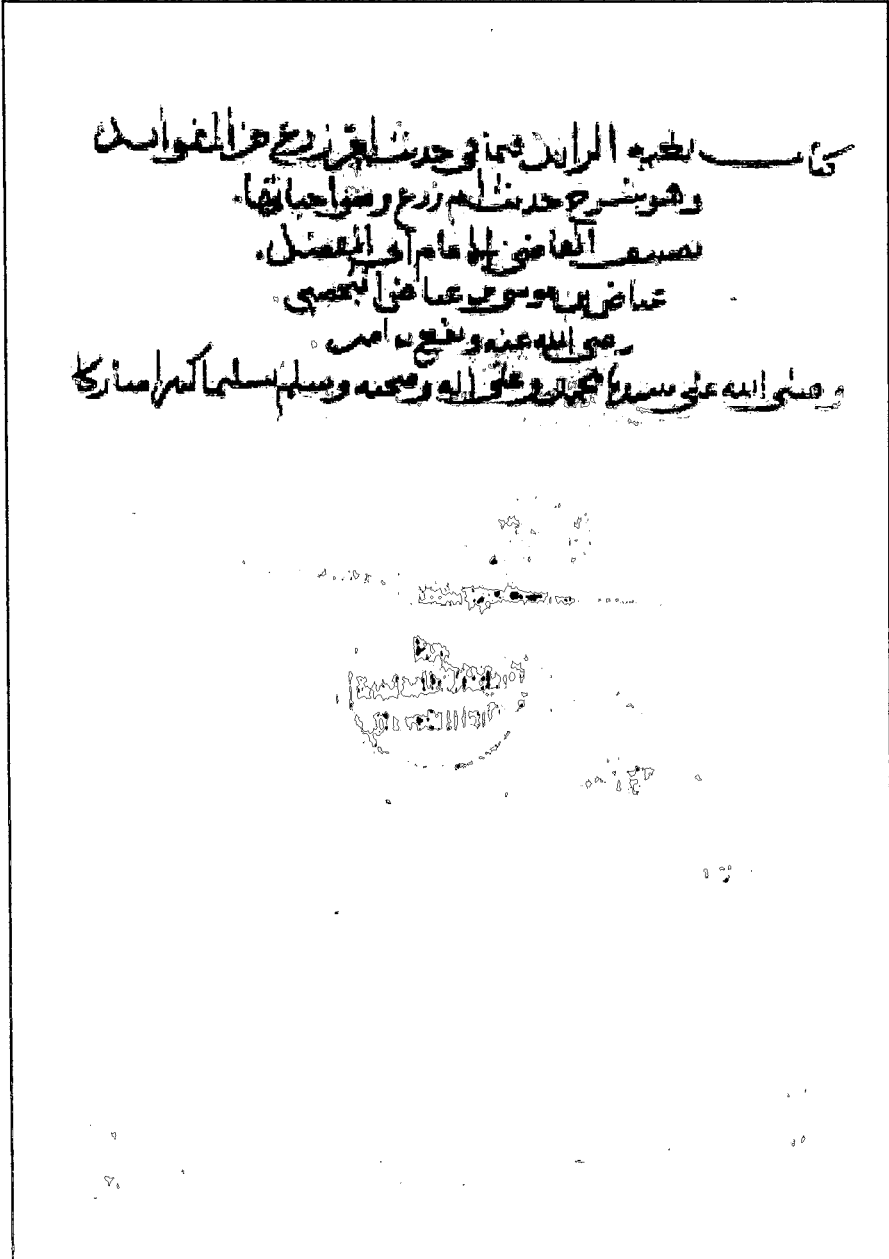 كتاب بغية الرائد فيما في حديث ام زرع من الفوائد
وهو شرح حديث ام زرع وصواحباتها
تصنيف القاضي الامام ابي الفضل
عياض بن موسى بن عياض اليحصبي
رضي الله عنه ونفع به امين
وصلى الله على سيدنا محمد وعلى اله وصحبه وسلم تسليما كثيرا مباركا